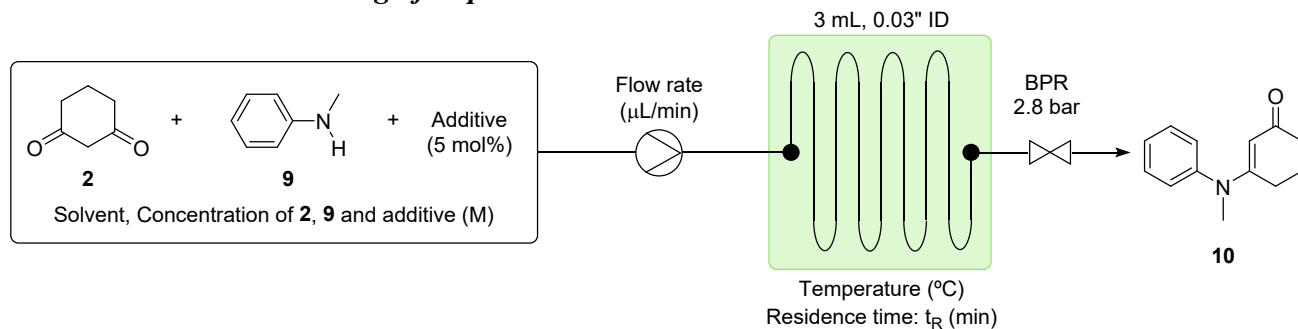 3 mL, 0.03" ID
Flow rate
(μL/min)
BPR
2.8 bar
O
O
+
N
H
+
Additive
(5 mol%)
2
9
Solvent, Concentration of 2, 9 and additive (M)
Temperature (ºC)
Residence time: tR (min)
O
N
10